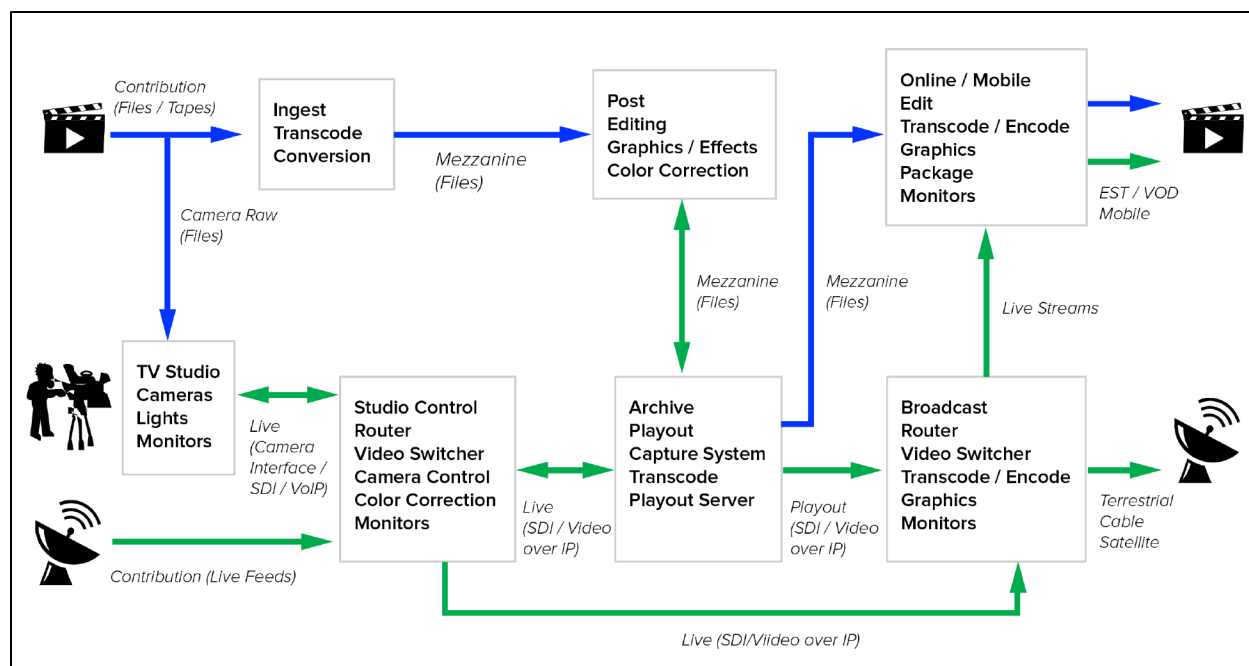 Contribution
(Files / Tapes)
Ingest
Transcode
Conversion
Mezzanine
(Files)
Post
Editing
Graphics / Effects
Color Correction
Online / Mobile
Edit
Transcode / Encode
Graphics
Package
Monitors
EST / VOD
Mobile
Camera Raw
(Files)
Mezzanine
(Files)
Mezzanine
(Files)
Live Streams
TV Studio
Cameras
Lights
Monitors
Live
(Camera
Interface /
SDI / VoIP)
Studio Control
Router
Video Switcher
Camera Control
Color Correction
Monitors
Live
(SDI / Video
over IP)
Archive
Playout
Capture System
Transcode
Playout Server
Playout
(SDI / Video
over IP)
Broadcast
Router
Video Switcher
Transcode / Encode
Graphics
Monitors
Terrestrial
Cable
Satellite
Contribution (Live Feeds)
Live (SDI/Viideo over IP)